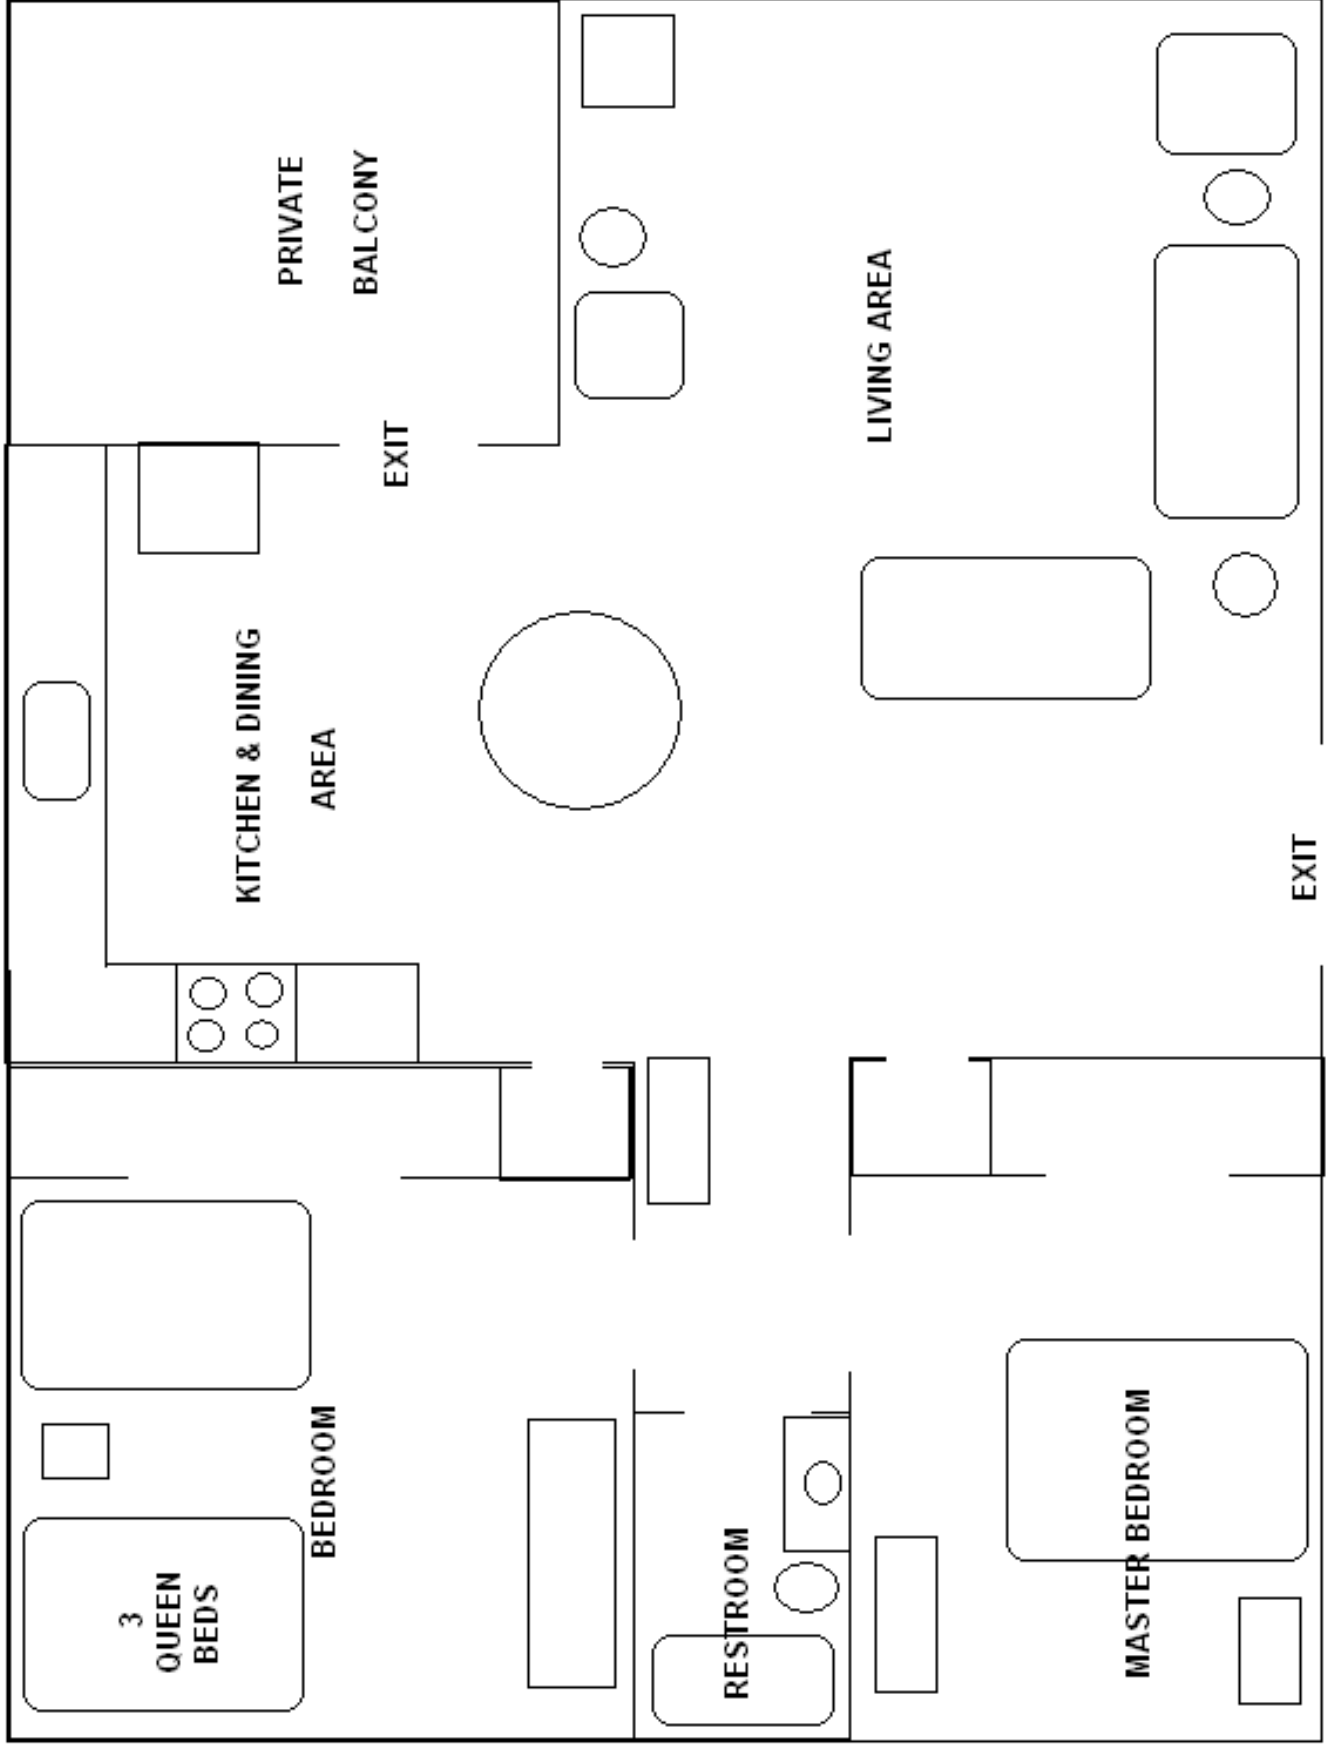 PRIVATE
BALCONY
EXIT
LIVING AREA
KITCHEN & DINING
AREA
EXIT
BEDROOM
3
QUEEN
BEDS
RESTROOM
MASTER BEDROOM